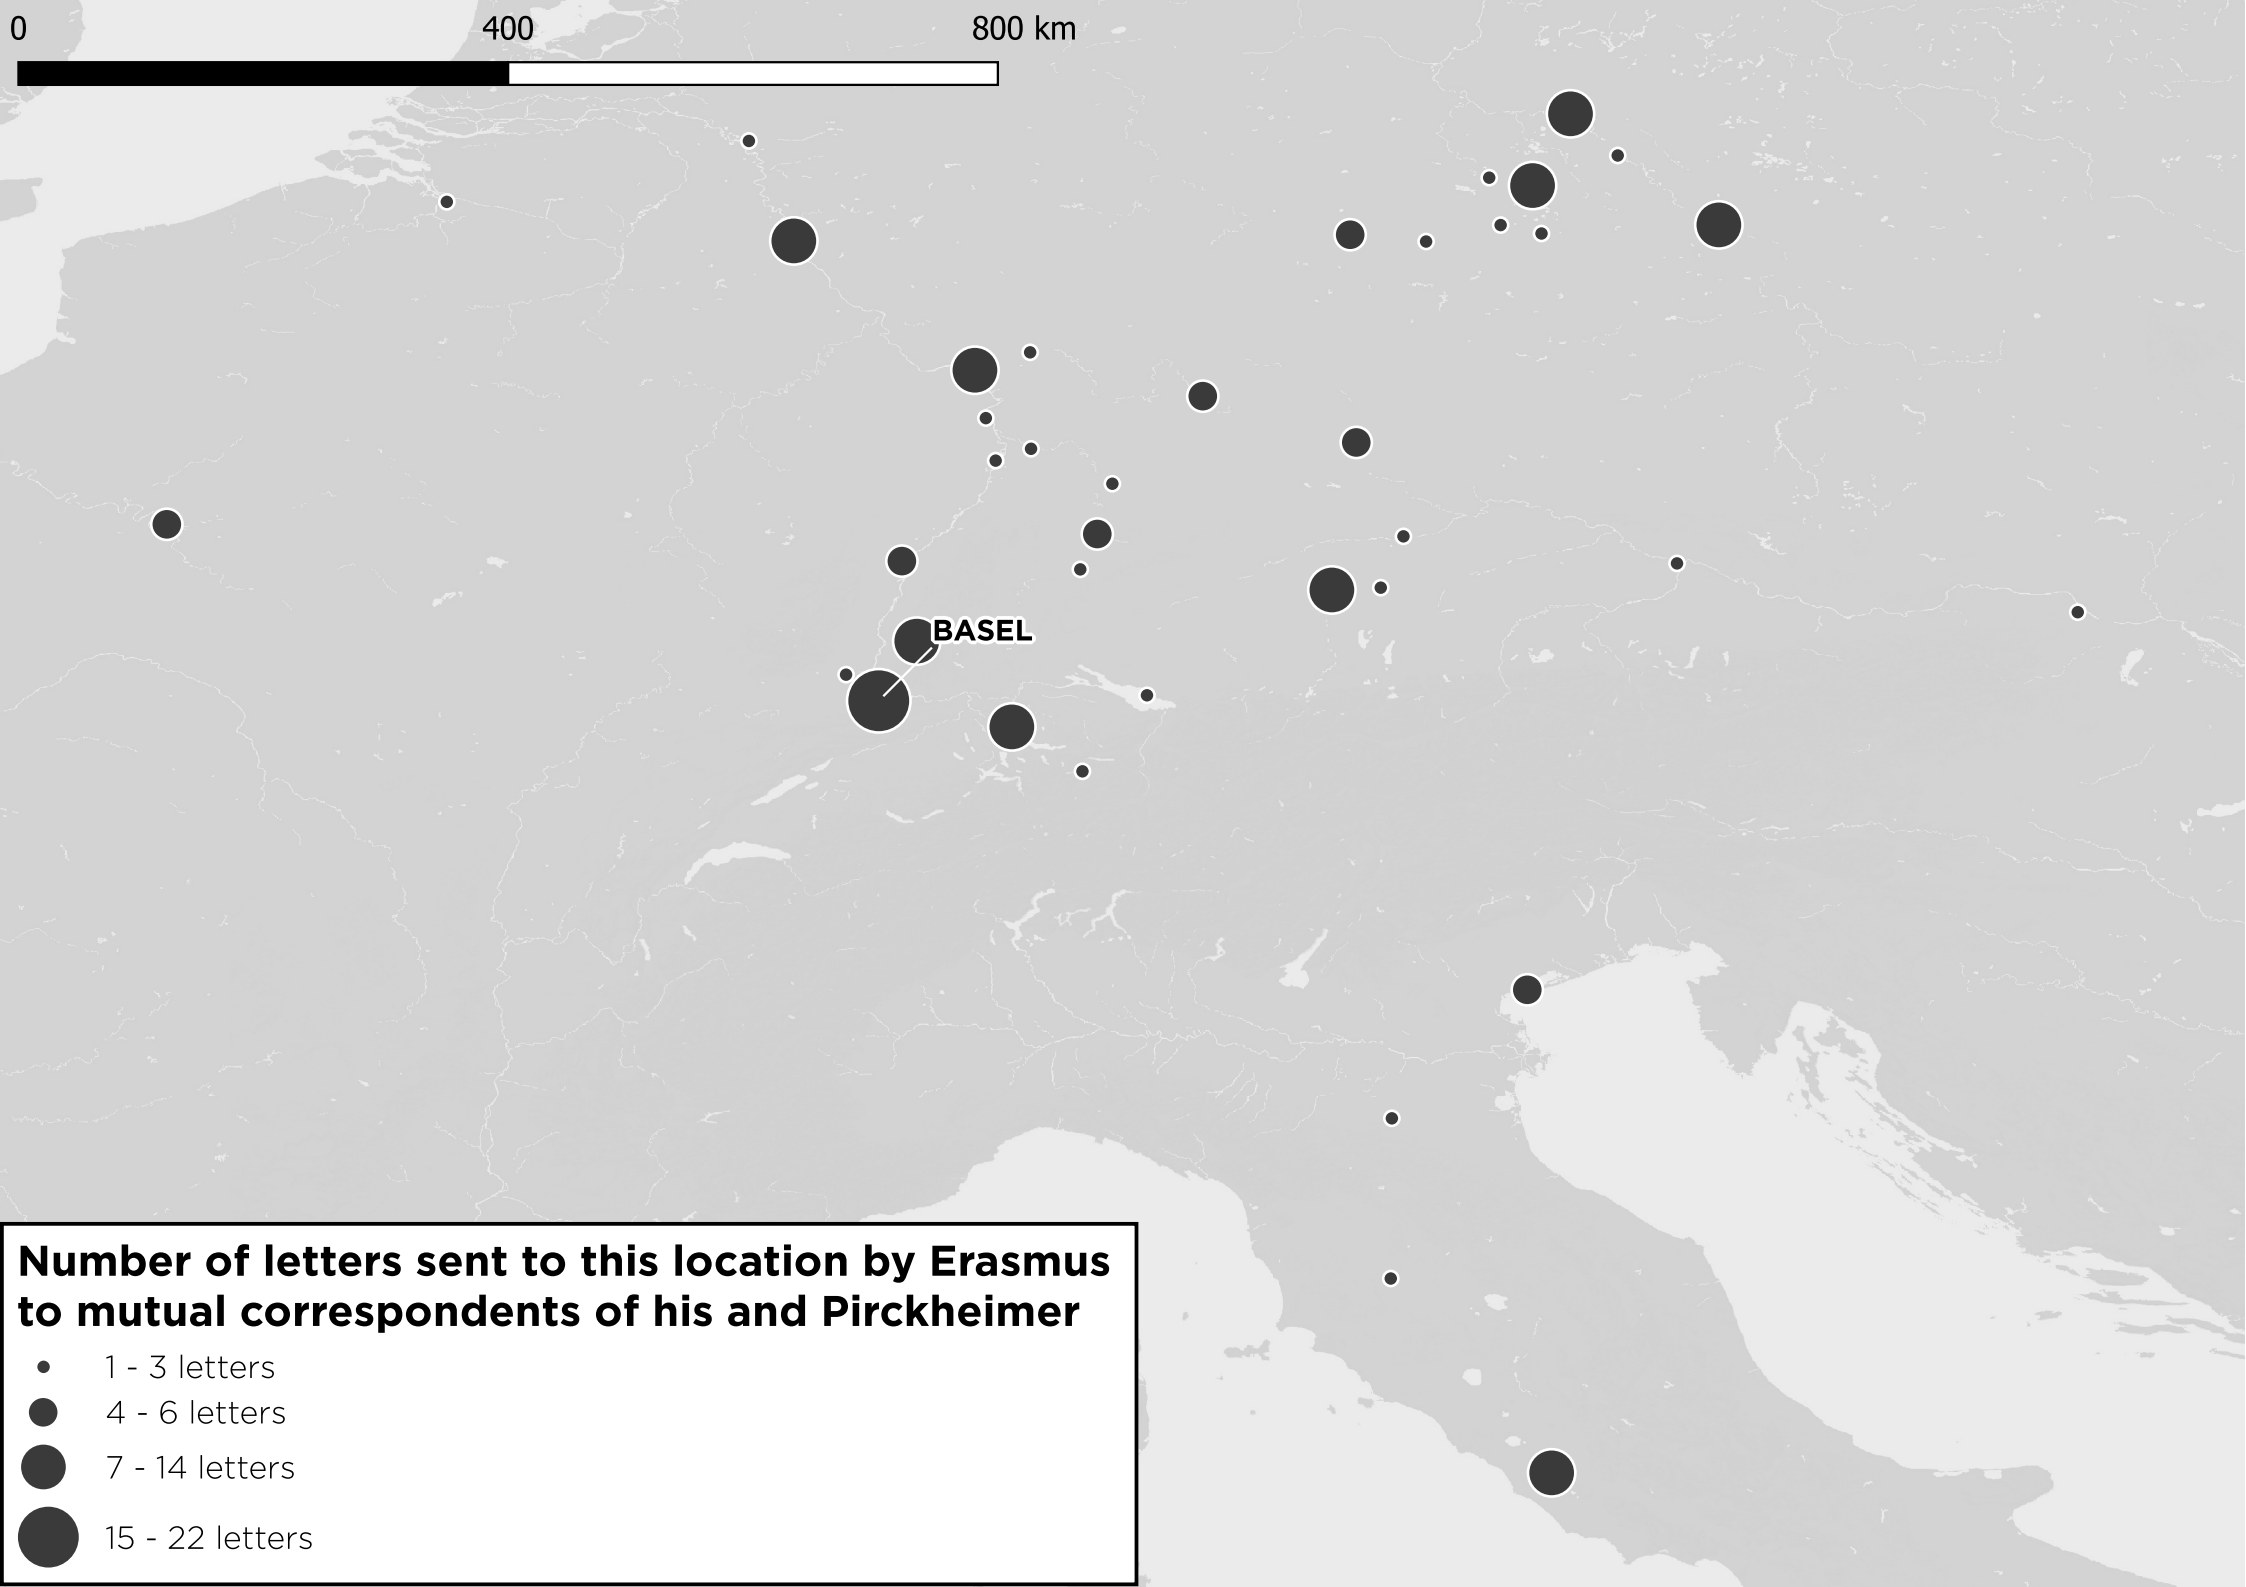 0 400 800 km
BASEL
Number of letters sent to this location by Erasmus
to mutual correspondents of his and Pirckheimer
1 - 3 letters
4 - 6 letters
7 - 14 letters
15 - 22 letters